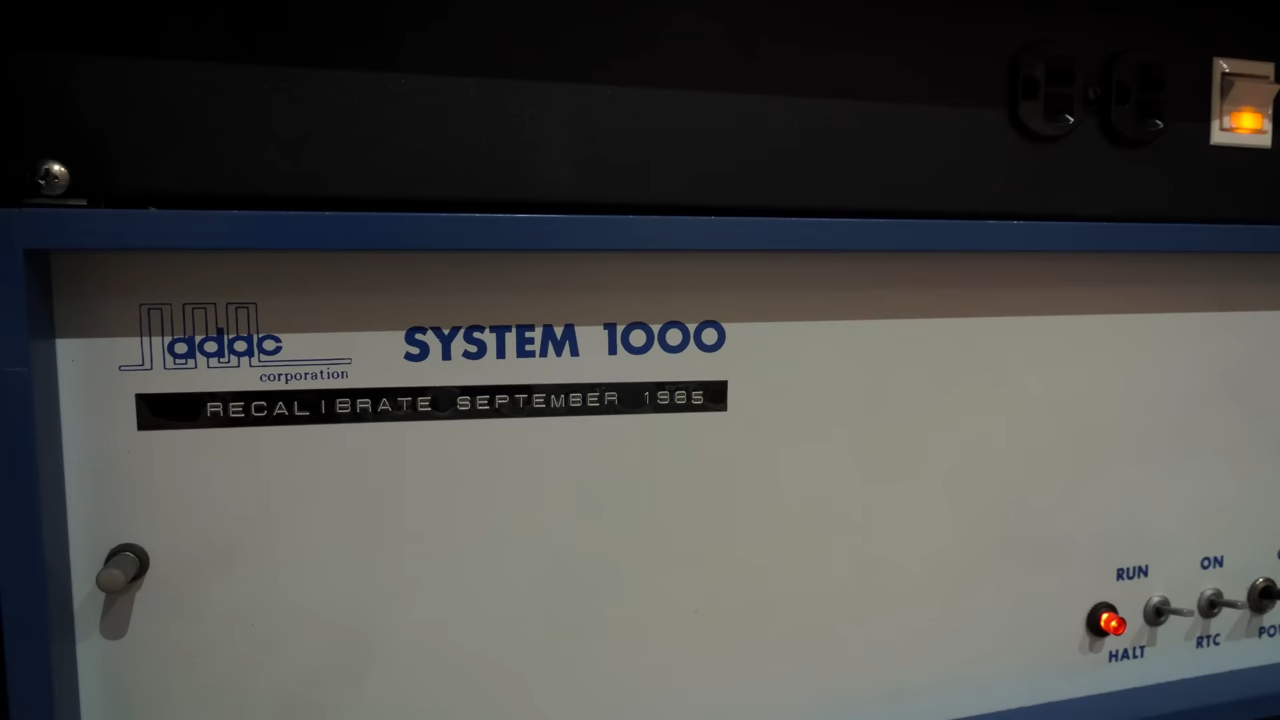 adac
corporation
SYSTEM 1000
RECALIBRATE SEPTEMBER 1985
RUN
ON
HALT
RTC